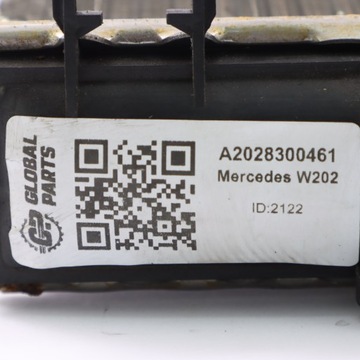 GLOBAL
PARTS
A2028300461
Mercedes W202
ID:2122